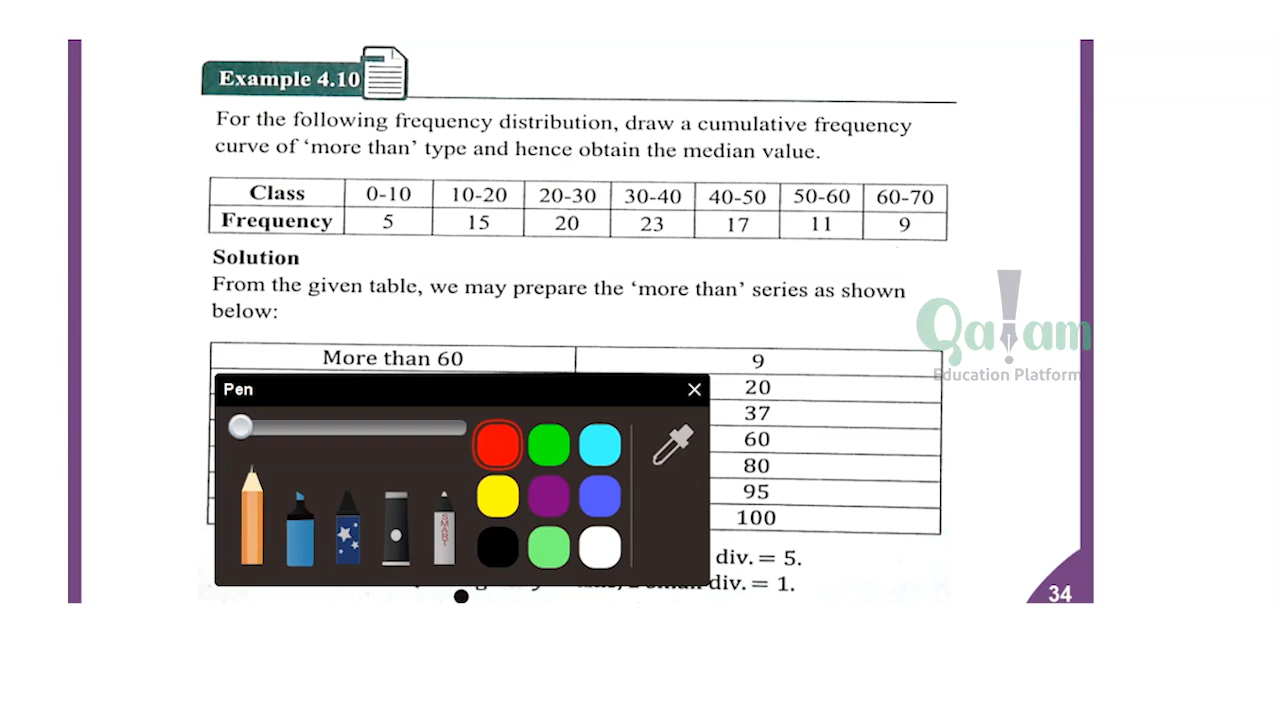 Example 4.10
For the following frequency distribution, draw a cumulative frequency
curve of ‘more than’ type and hence obtain the median value.
Class 0-10 10-20 20-30 30-40 40-50 50-60 60-70
Frequency 5 15 20 23 17 11 9
Solution
From the given table, we may prepare the ‘more than’ series as shown
below:
More than 60 9
20
37
60
80
95
100
Qalam
Education Platform
Pen
SMART
div. = 5.
div. = 1.
34